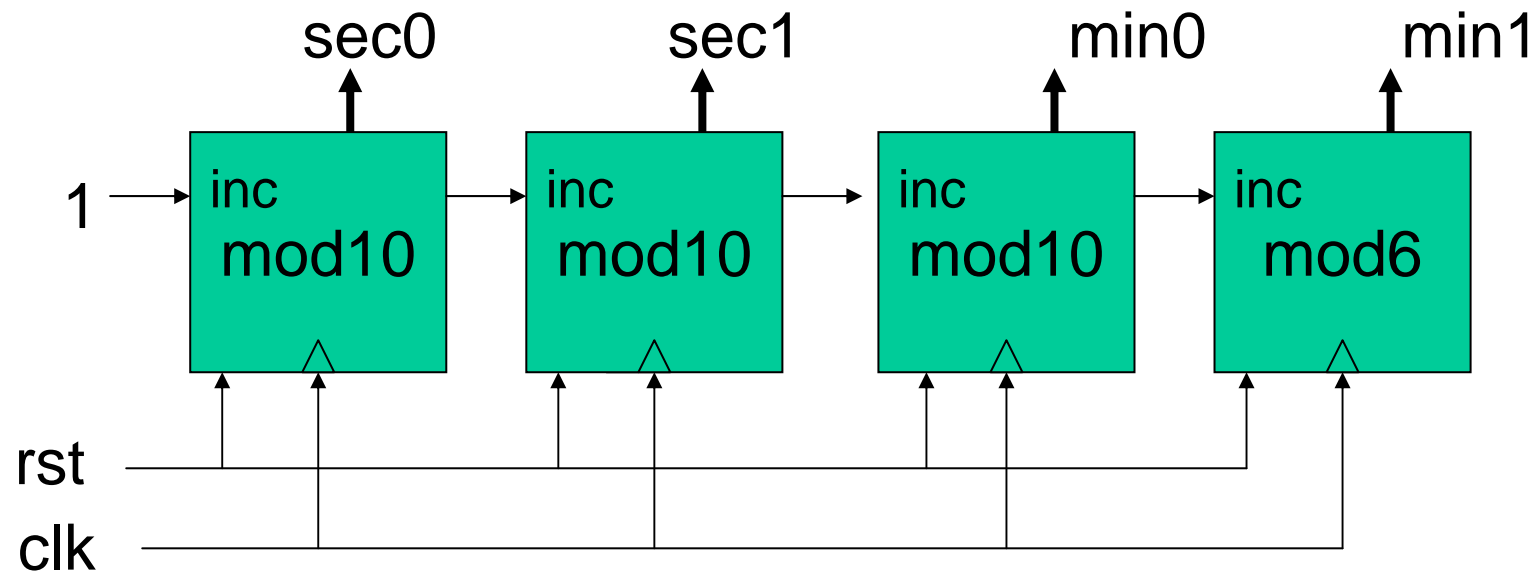 sec0 sec1 min0 min1
1 inc inc inc inc
mod10 mod10 mod10 mod6
rst
clk